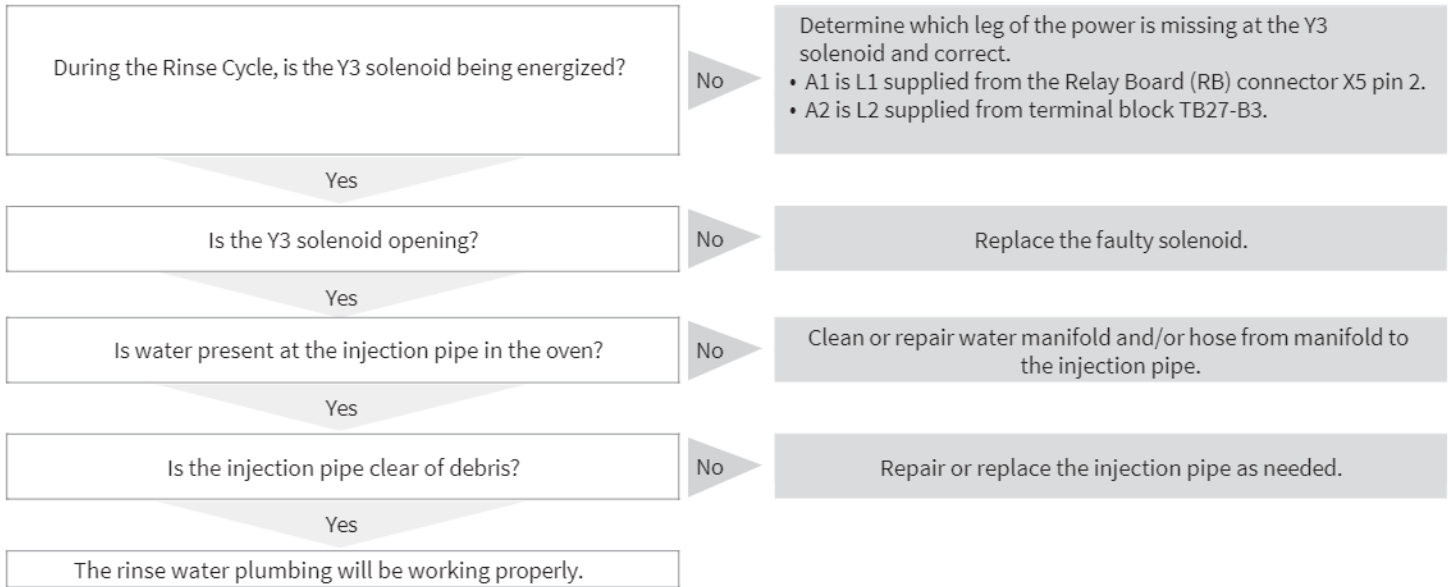 During the Rinse Cycle, is the Y3 solenoid being energized?
No
Determine which leg of the power is missing at the Y3
solenoid and correct.
• A1 is L1 supplied from the Relay Board (RB) connector X5 pin 2.
• A2 is L2 supplied from terminal block TB27-B3.
Yes
Is the Y3 solenoid opening?
No
Replace the faulty solenoid.
Yes
Is water present at the injection pipe in the oven?
No
Clean or repair water manifold and/or hose from manifold to
the injection pipe.
Yes
Is the injection pipe clear of debris?
No
Repair or replace the injection pipe as needed.
Yes
The rinse water plumbing will be working properly.